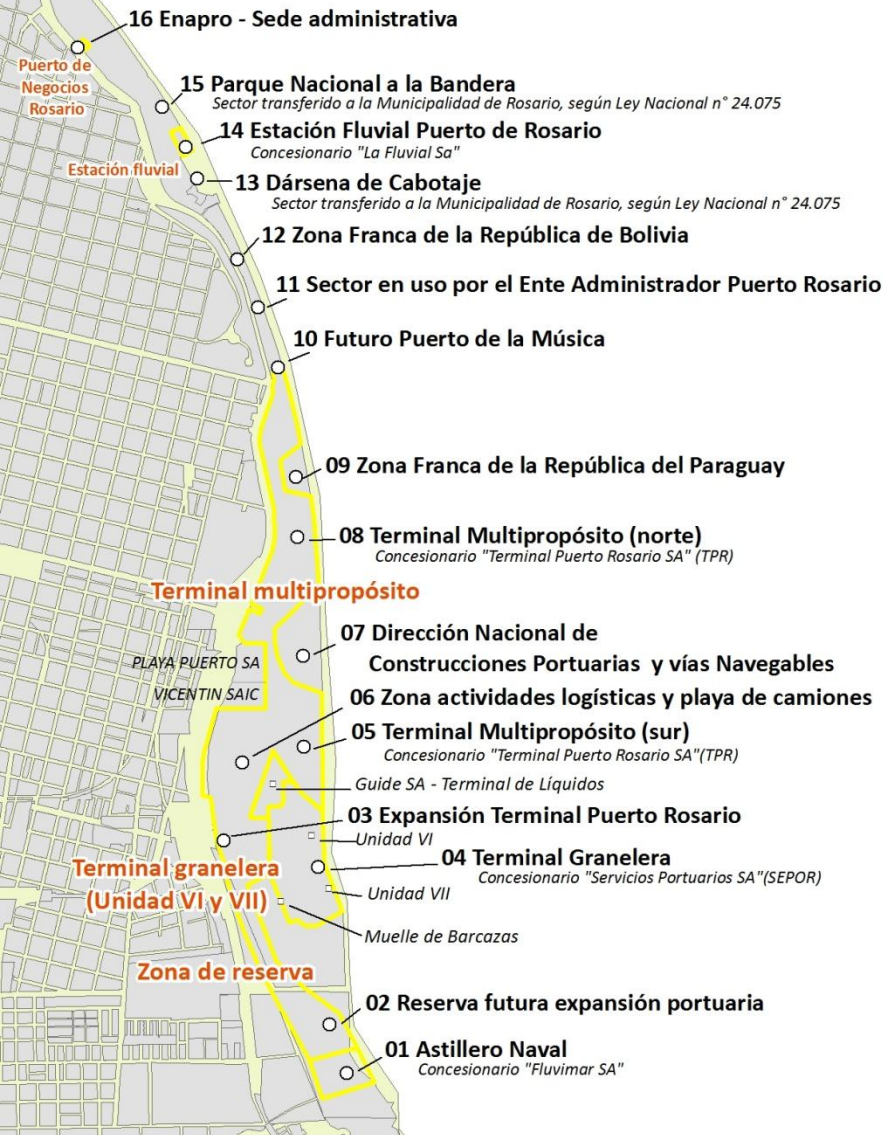 16 Enapro - Sede administrativa
Puerto de
Negocios
Rosario
15 Parque Nacional a la Bandera
Sector transferido a la Municipalidad de Rosario, según Ley Nacional n° 24.075
14 Estación Fluvial Puerto de Rosario
Concesionario "La Fluvial Sa"
Estación fluvial
13 Dársena de Cabotaje
Sector transferido a la Municipalidad de Rosario, según Ley Nacional n° 24.075
12 Zona Franca de la República de Bolivia
11 Sector en uso por el Ente Administrador Puerto Rosario
10 Futuro Puerto de la Música
09 Zona Franca de la República del Paraguay
08 Terminal Multipropósito (norte)
Concesionario "Terminal Puerto Rosario SA" (TPR)
Terminal multipropósito
07 Dirección Nacional de
Construcciones Portuarias y vías Navegables
PLAYA PUERTO SA
VICENTIN SAIC
06 Zona actividades logísticas y playa de camiones
05 Terminal Multipropósito (sur)
Concesionario "Terminal Puerto Rosario SA"(TPR)
Guide SA - Terminal de Líquidos
03 Expansión Terminal Puerto Rosario
Unidad VI
04 Terminal Granelera
Concesionario "Servicios Portuarios SA"(SEPOR)
Terminal granelera
(Unidad VI y VII)
Unidad VII
Muelle de Barcazas
Zona de reserva
02 Reserva futura expansión portuaria
01 Astillero Naval
Concesionario "Fluvimar SA"